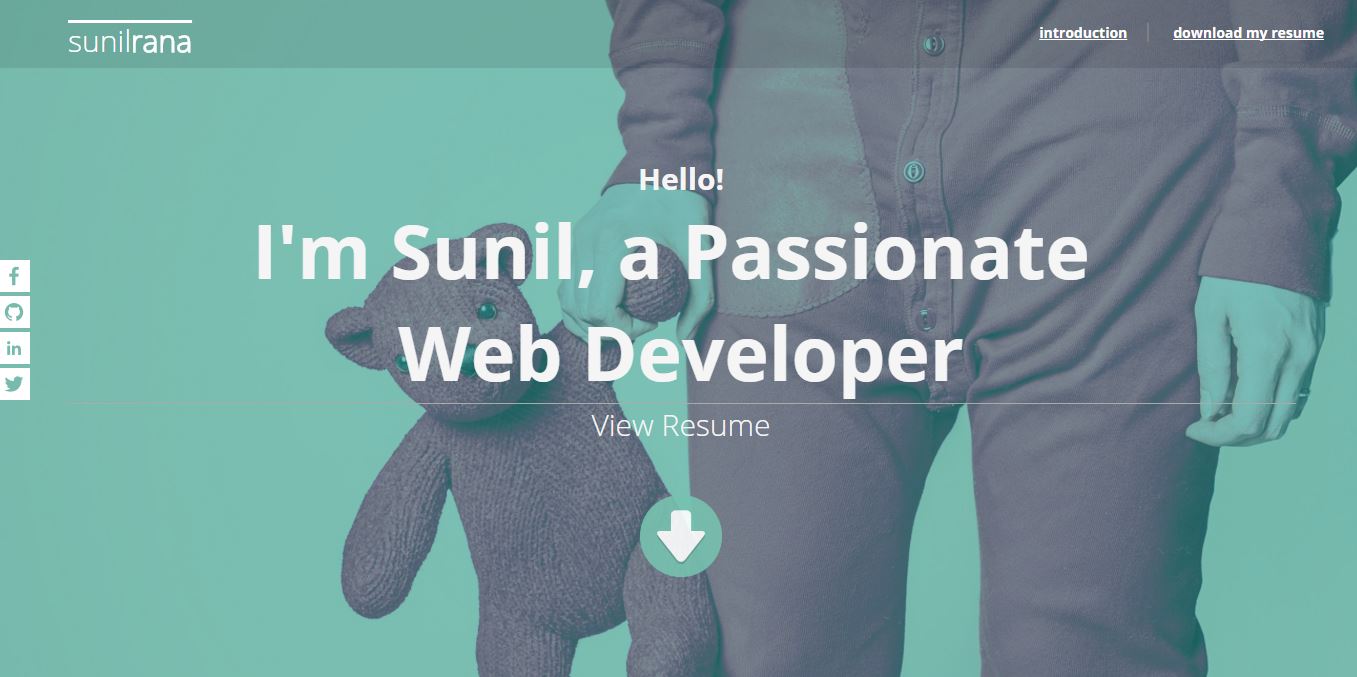 sunilrana
introduction
download my resume
Hello!
I'm Sunil, a Passionate
Web Developer
View Resume
in